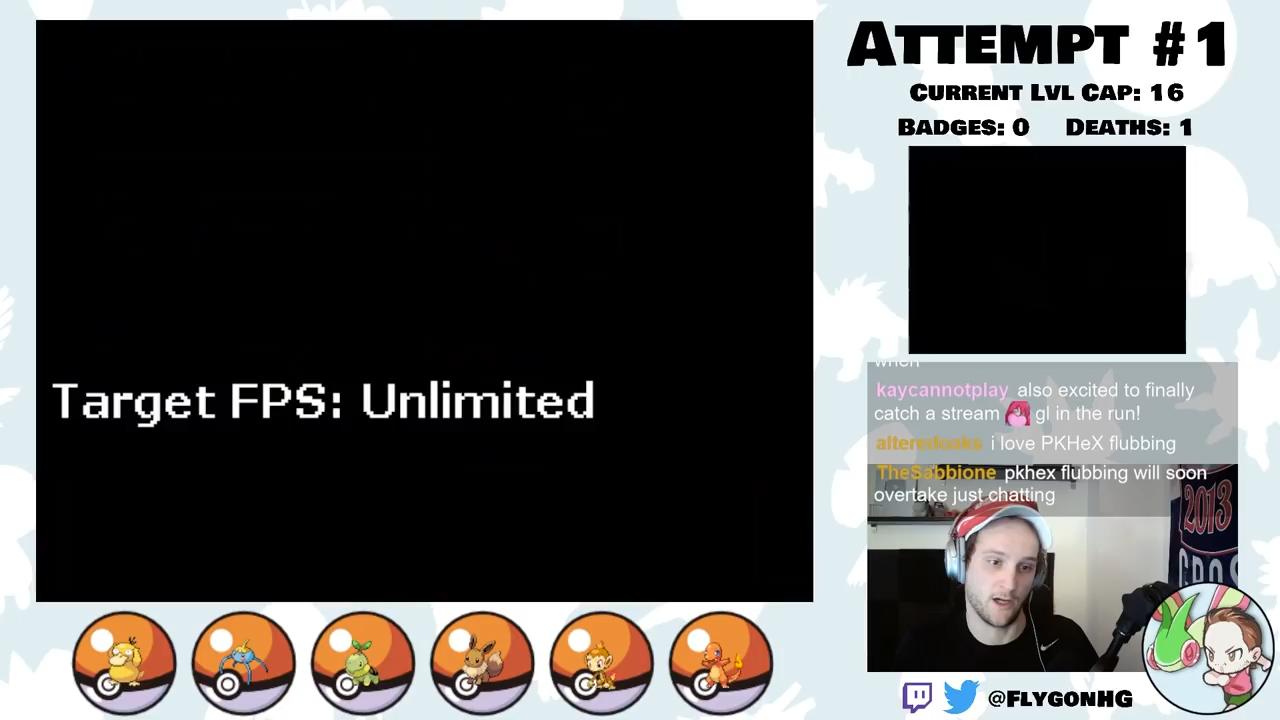 ATTEMPT #1
CURRENT LVL CAP: 16
BADGES: 0 DEATHS: 1
Target FPS: Unlimited
when
kaycannotplay also excited to finally
catch a stream gl in the run!
alteredoaks i love PKHeX flubbing
TheSabbione pkhex flubbing will soon
overtake just chatting
2013
@FLYGONHG